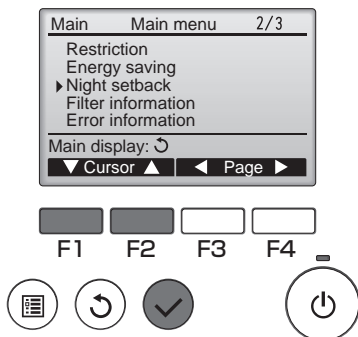 Main Main menu 2/3
Restriction
Energy saving
Night setback
Filter information
Error information
Main display:
Cursor Page
F1 F2 F3 F4